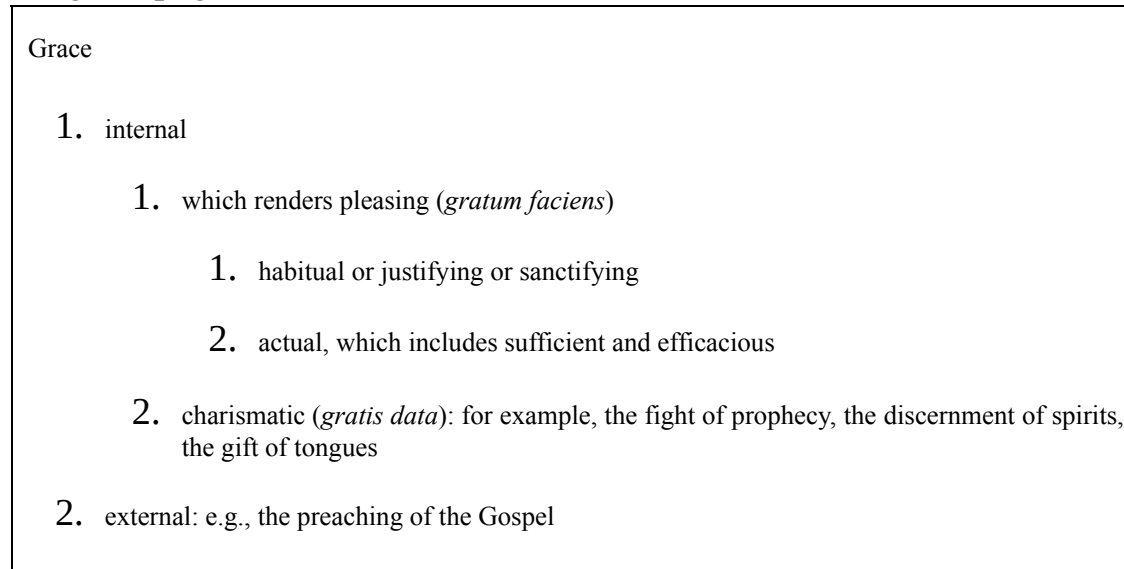 Grace
1. internal
1. which renders pleasing (gratum faciens)
1. habitual or justifying or sanctifying
2. actual, which includes sufficient and efficacious
2. charismatic (gratis data): for example, the fight of prophecy, the discernment of spirits,
the gift of tongues
2. external: e.g., the preaching of the Gospel